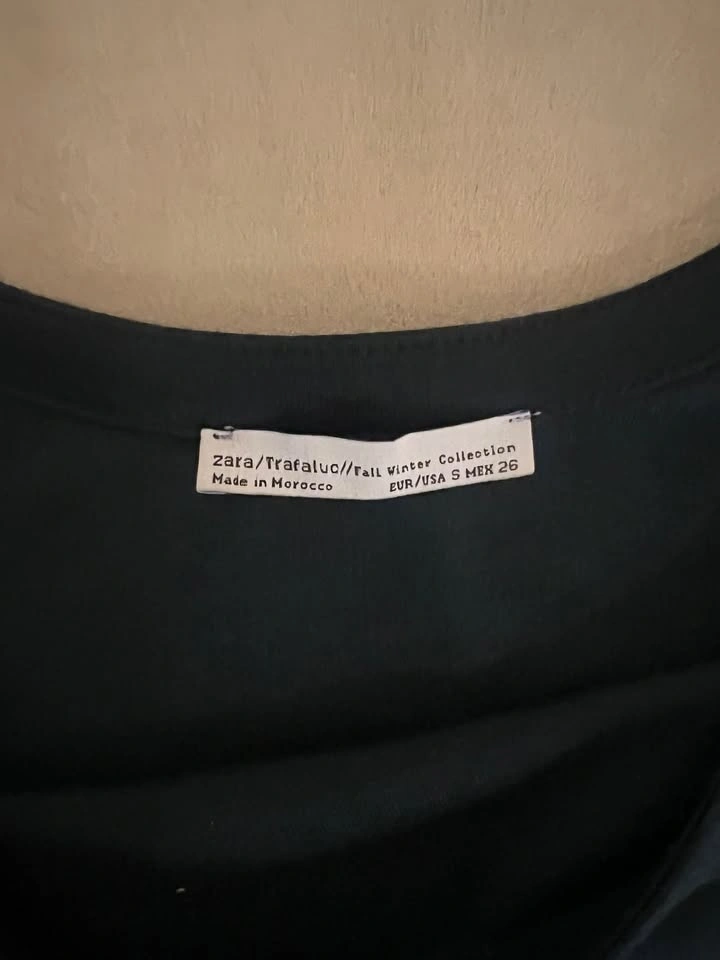 zara/Trafaluc//Fall Winter Collection
Made in Morocco EUR/USA S MEX 26